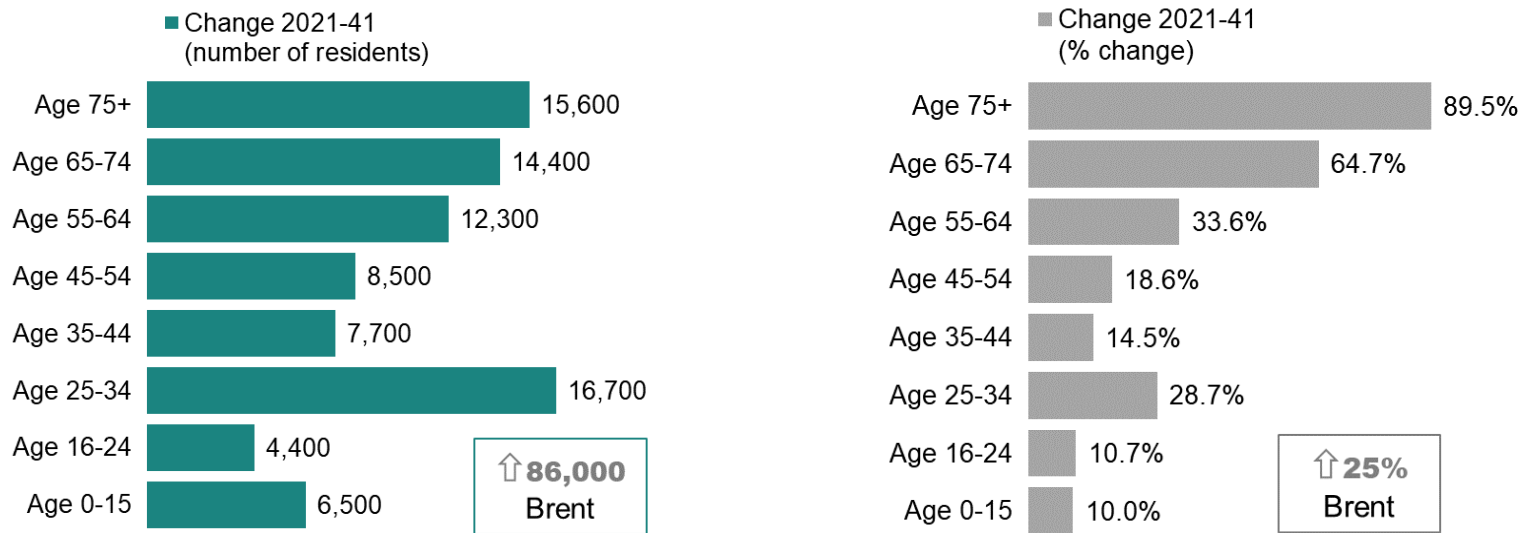 Change 2021-41
(number of residents)
Age 75+ 15,600
Age 65-74 14,400
Age 55-64 12,300
Age 45-54 8,500
Age 35-44 7,700
Age 25-34 16,700
Age 16-24 4,400
Age 0-15 6,500
⇧86,000
Brent
Change 2021-41
(% change)
Age 75+ 89.5%
Age 65-74 64.7%
Age 55-64 33.6%
Age 45-54 18.6%
Age 35-44 14.5%
Age 25-34 28.7%
Age 16-24 10.7%
Age 0-15 10.0%
⇧25%
Brent